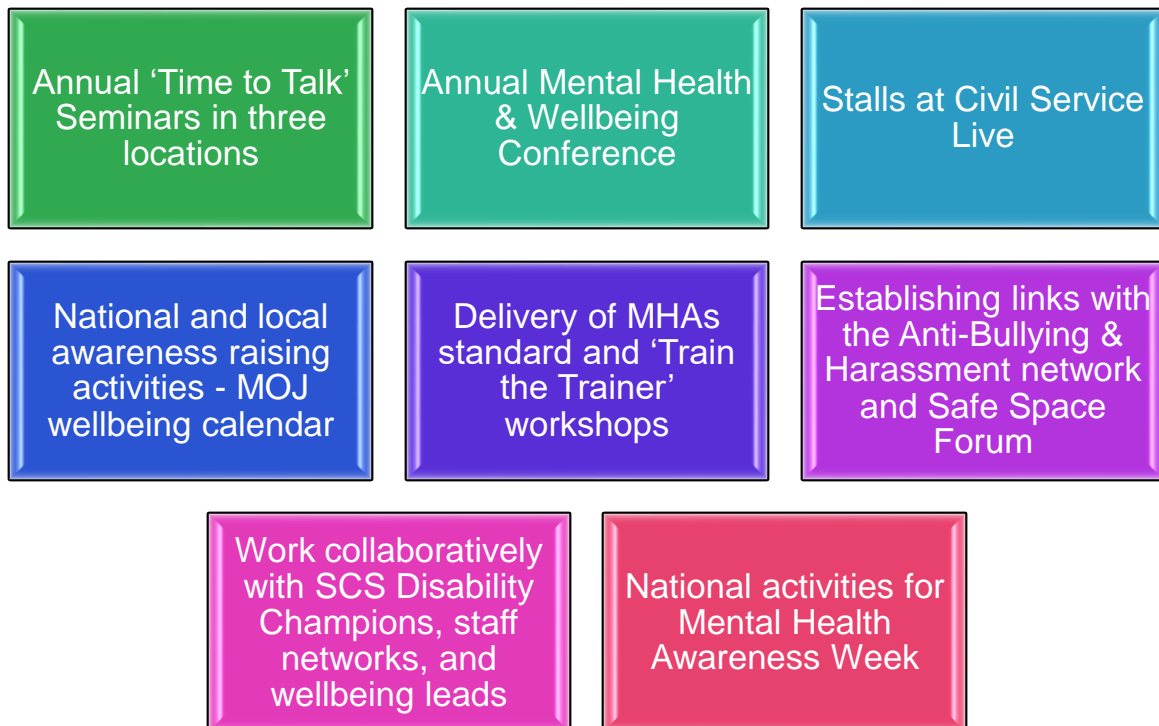 Annual ‘Time to Talk’
Seminars in three
locations
Annual Mental Health
& Wellbeing
Conference
Stalls at Civil Service
Live
National and local
awareness raising
activities - MOJ
wellbeing calendar
Delivery of MHAs
standard and ‘Train
the Trainer’
workshops
Establishing links with
the Anti-Bullying &
Harassment network
and Safe Space
Forum
Work collaboratively
with SCS Disability
Champions, staff
networks, and
wellbeing leads
National activities for
Mental Health
Awareness Week